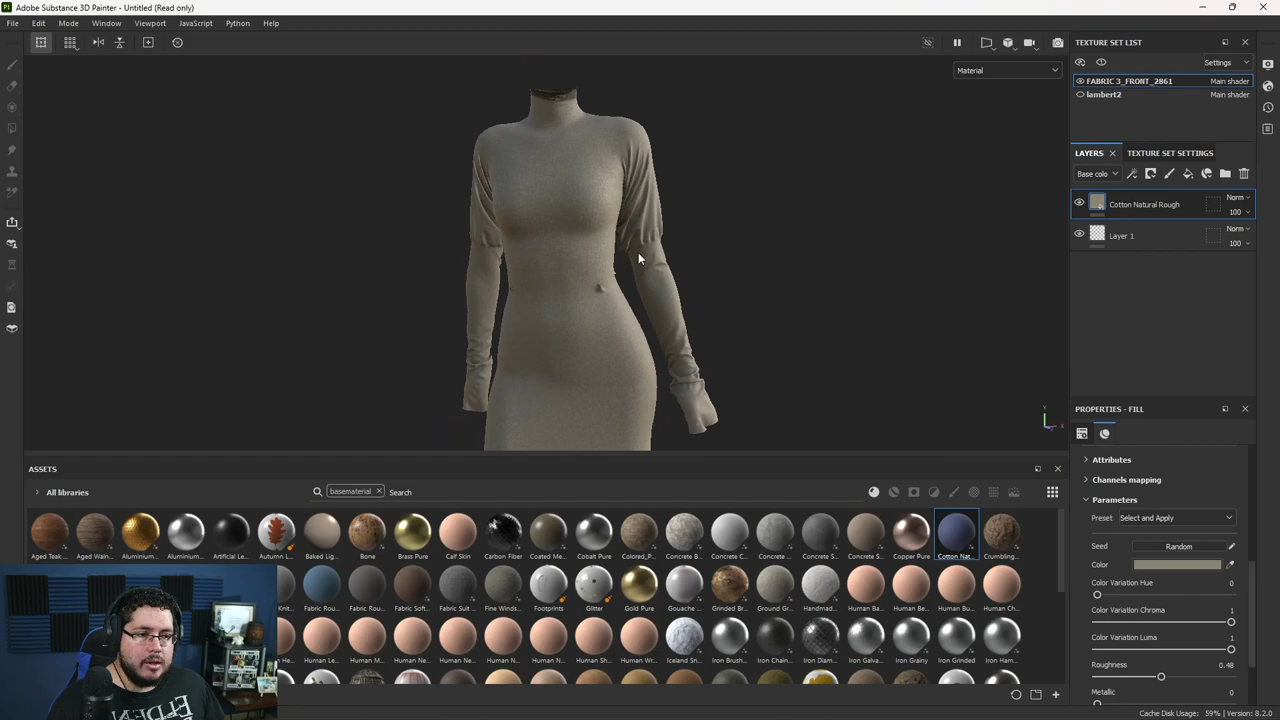 Adobe Substance 3D Painter - Untitled (Read only)
File Edit Mode Window Viewport JavaScript Python Help
Material
TEXTURE SET LIST
Settings
FABRIC 3_FRONT_2861 Main shader
lambert2 Main shader
LAYERS TEXTURE SET SETTINGS
Base colo
Cotton Natural Rough Norm 100
Layer 1 Norm 100
PROPERTIES - FILL
Attributes
Channels mapping
Parameters
Preset Select and Apply
Seed Random
Color
Color Variation Hue 0
Color Variation Chroma 1
Color Variation Luma 1
Roughness 0.48
Metallic 0
ASSETS
All libraries basematerial Search
Aged Teak ... Aged Waln... Aluminium... Aluminium... Artificial Le... Autumn L... Baked Lig... Bone Brass Pure Calf Skin Carbon Fiber Coated Me... Cobalt Pure Colored_P... Concrete B... Concrete C... Concrete ... Concrete S... Concrete S... Copper Pure Cotton Nat... Crumbling...
Knit... Fabric Rou... Fabric Rou... Fabric Soft... Fabric Suit ... Fine Winds... Footprints Glitter Gold Pure Gouache ... Grinded Br... Ground Gr... Handmad... Human Ba... Human Be... Human Bu... Human Ch...
Human Le... Human M... Human Ne... Human Ne... Human N... Human N... Human Sh... Human Wr... Iceland Sn... Iron Brush... Iron Chain... Iron Diam... Iron Galva... Iron Grainy Iron Grinded Iron Ham...
Cache Disk Usage: 59% | Version: 8.2.0